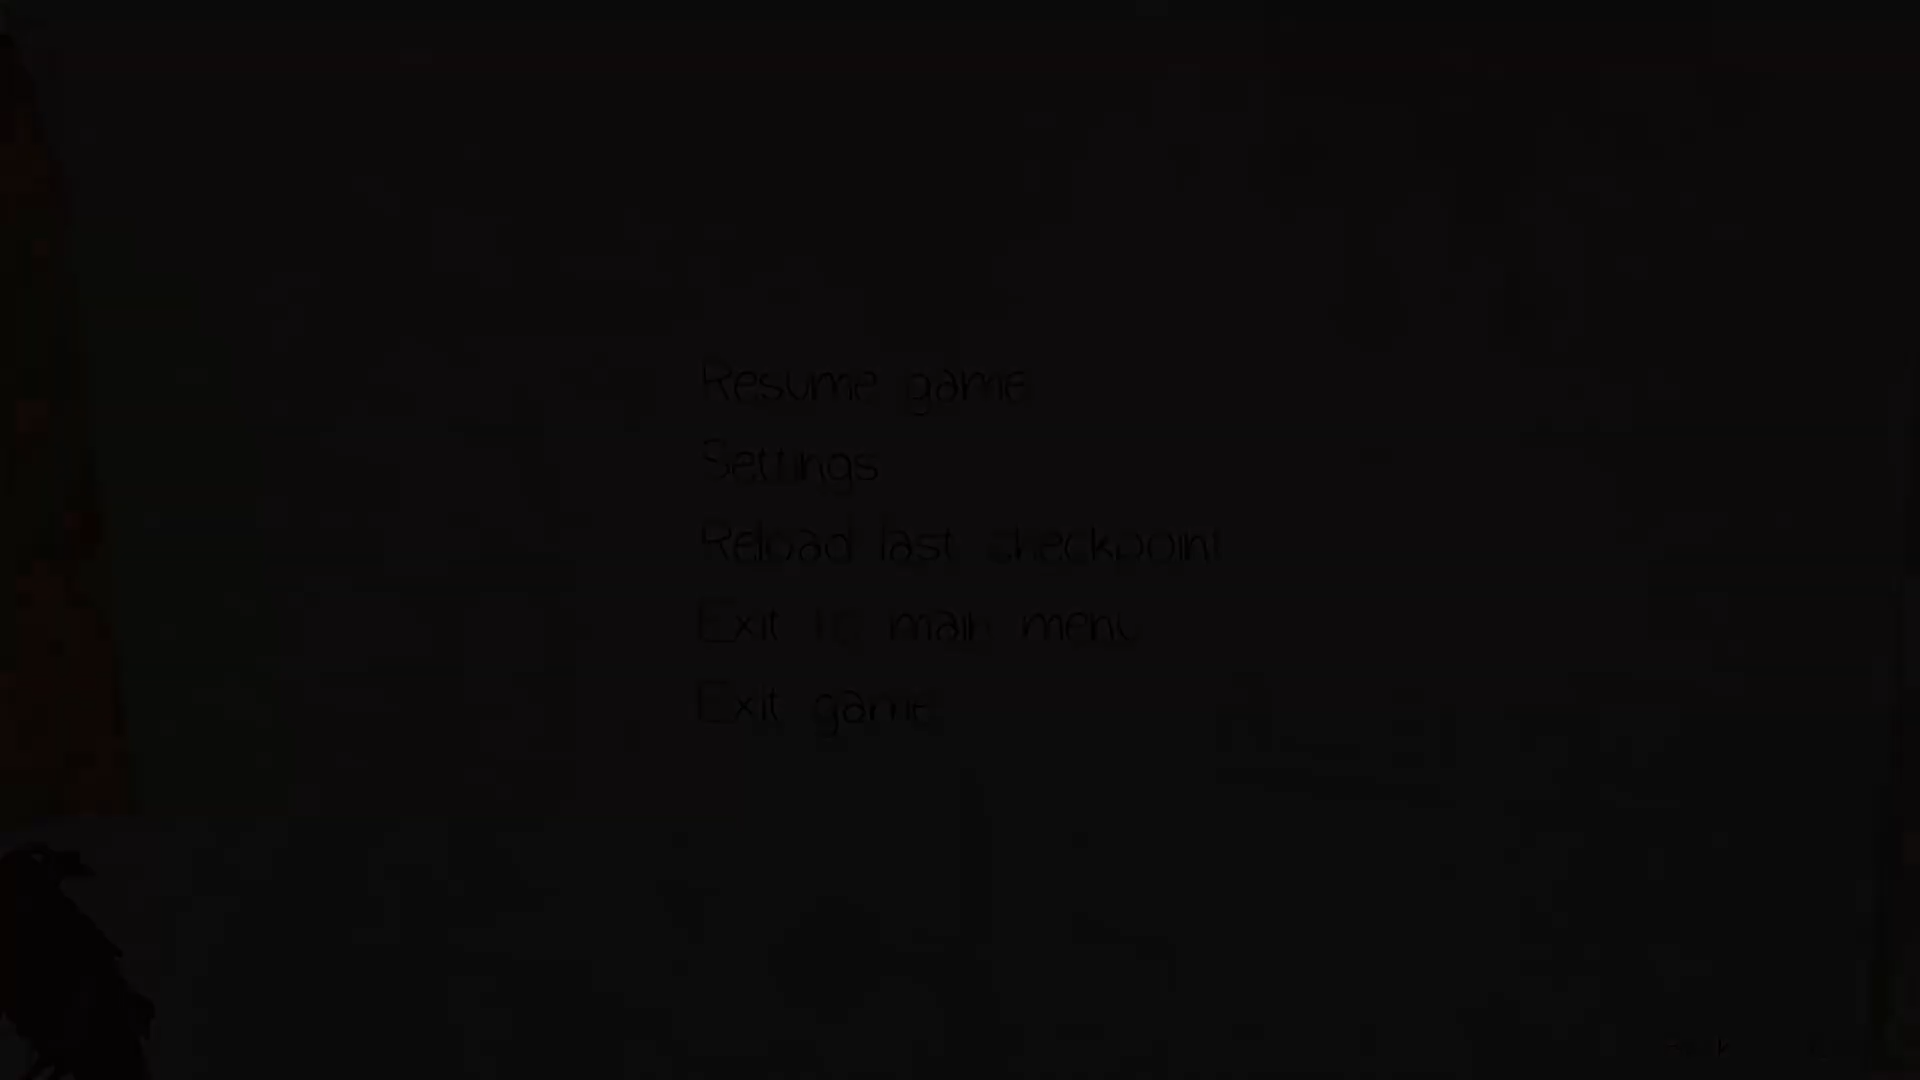 Resume game
Settings
Reload last checkpoint
Exit to main menu
Exit game